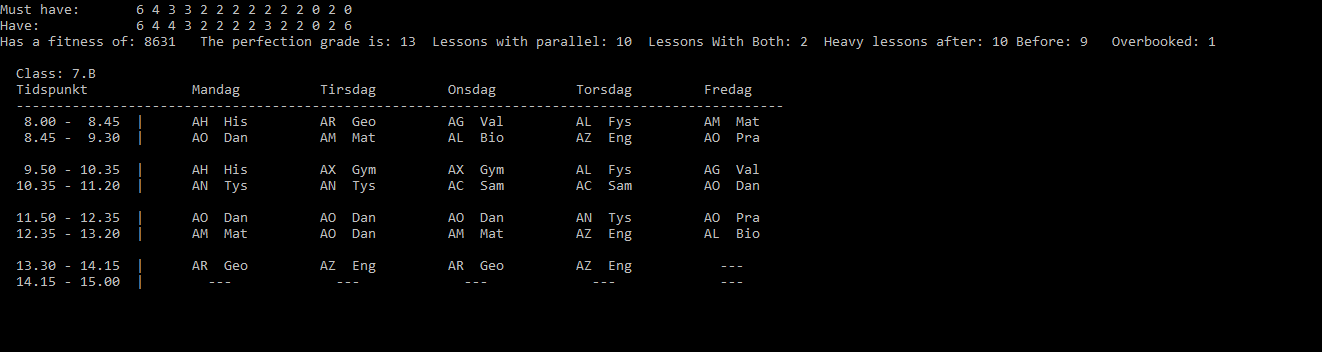 Must have: 6 4 3 3 2 2 2 2 2 2 2 0 2 0
Have: 6 4 4 3 2 2 2 2 3 2 2 0 2 6
Has a fitness of: 8631 The perfection grade is: 13 Lessons with parallel: 10 Lessons With Both: 2 Heavy lessons after: 10 Before: 9 Overbooked: 1
Class: 7.B
Tidspunkt Mandag Tirsdag Onsdag Torsdag Fredag
------------------------------------------------------------------------------------------------
8.00 - 8.45 | AH His AR Geo AG Val AL Fys AM Mat
8.45 - 9.30 | AO Dan AM Mat AL Bio AZ Eng AO Pra
9.50 - 10.35 | AH His AX Gym AX Gym AL Fys AG Val
10.35 - 11.20 | AN Tys AN Tys AC Sam AC Sam AO Dan
11.50 - 12.35 | AO Dan AO Dan AO Dan AN Tys AO Pra
12.35 - 13.20 | AM Mat AO Dan AM Mat AZ Eng AL Bio
13.30 - 14.15 | AR Geo AZ Eng AR Geo AZ Eng ---
14.15 - 15.00 | --- --- --- --- ---